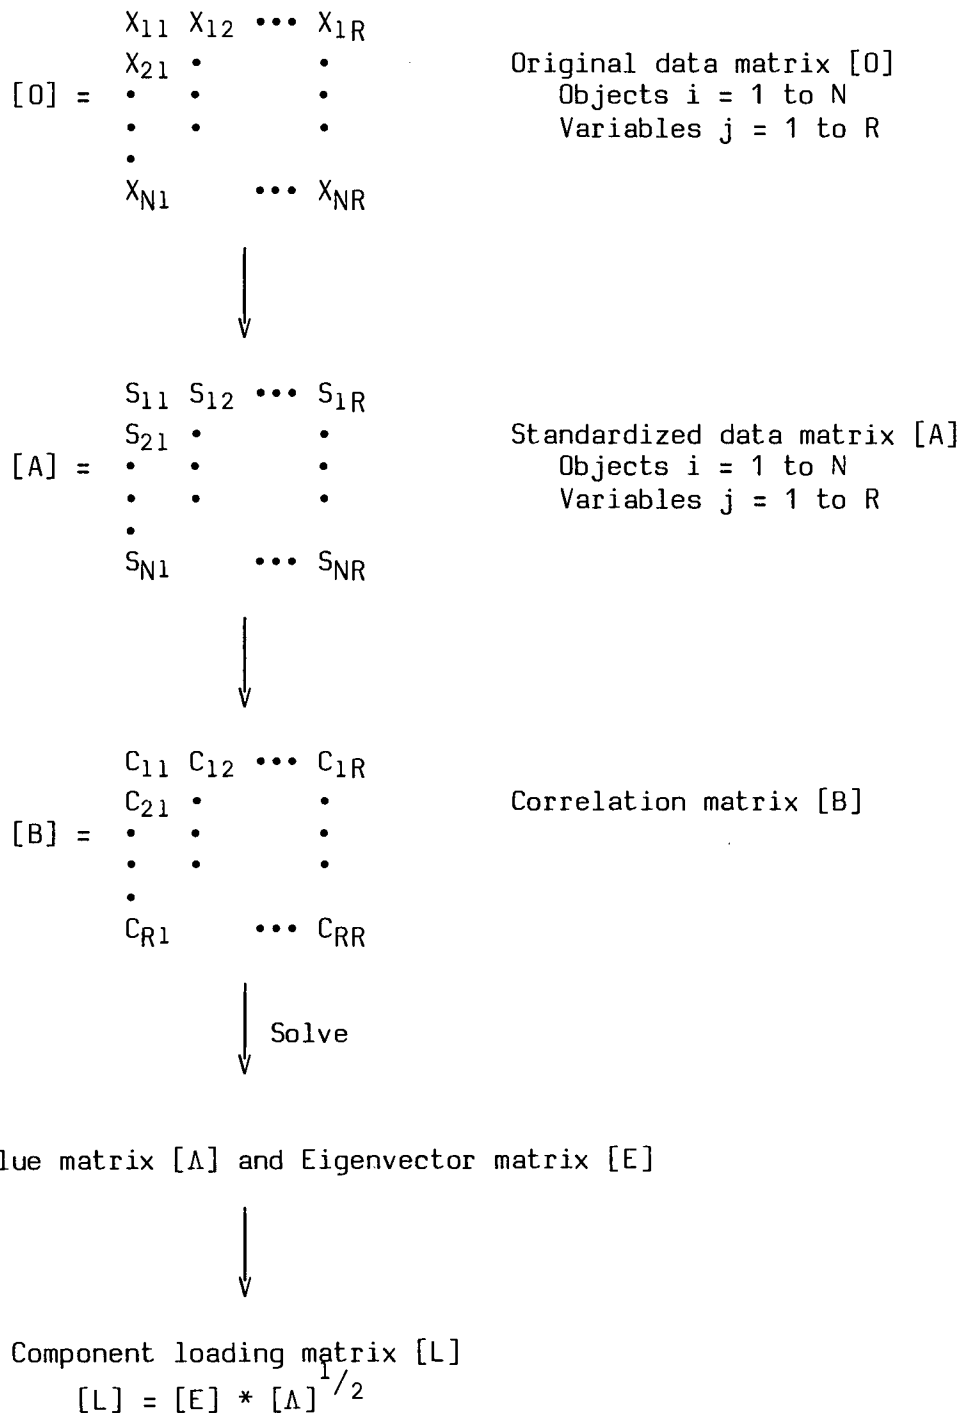 X11 X12 ••• X1R
X21 • • Original data matrix [O]
[O] = • • • Objects i = 1 to N
• • • Variables j = 1 to R
•
XN1 ••• XNR
S11 S12 ••• S1R
S21 • • Standardized data matrix [A]
[A] = • • • Objects i = 1 to N
• • • Variables j = 1 to R
•
SN1 ••• SNR
C11 C12 ••• C1R
C21 • • Correlation matrix [B]
[B] = • • •
• • •
•
CR1 ••• CRR
Solve
lue matrix [Λ] and Eigenvector matrix [E]
Component loading matrix [L]
[L] = [E] * [Λ]^1/2